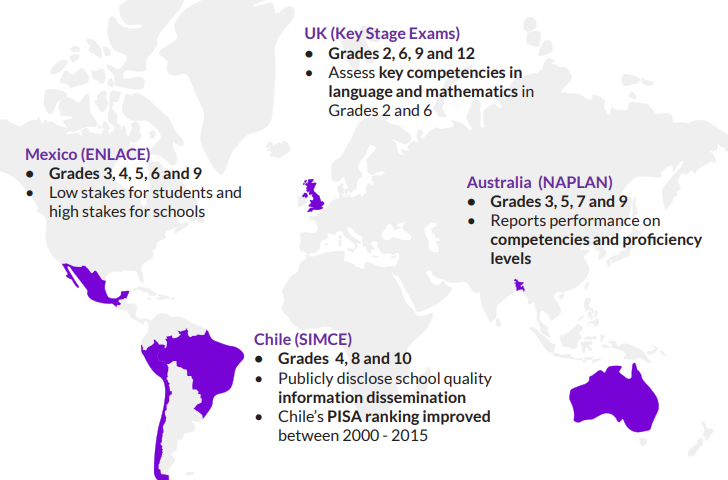 UK (Key Stage Exams)
● Grades 2, 6, 9 and 12
● Assess key competencies in
language and mathematics in
Grades 2 and 6
Mexico (ENLACE)
● Grades 3, 4, 5, 6 and 9
● Low stakes for students and
high stakes for schools
Australia (NAPLAN)
● Grades 3, 5, 7 and 9
● Reports performance on
competencies and proficiency
levels
Chile (SIMCE)
● Grades 4, 8 and 10
● Publicly disclose school quality
information dissemination
● Chile's PISA ranking improved
between 2000 - 2015